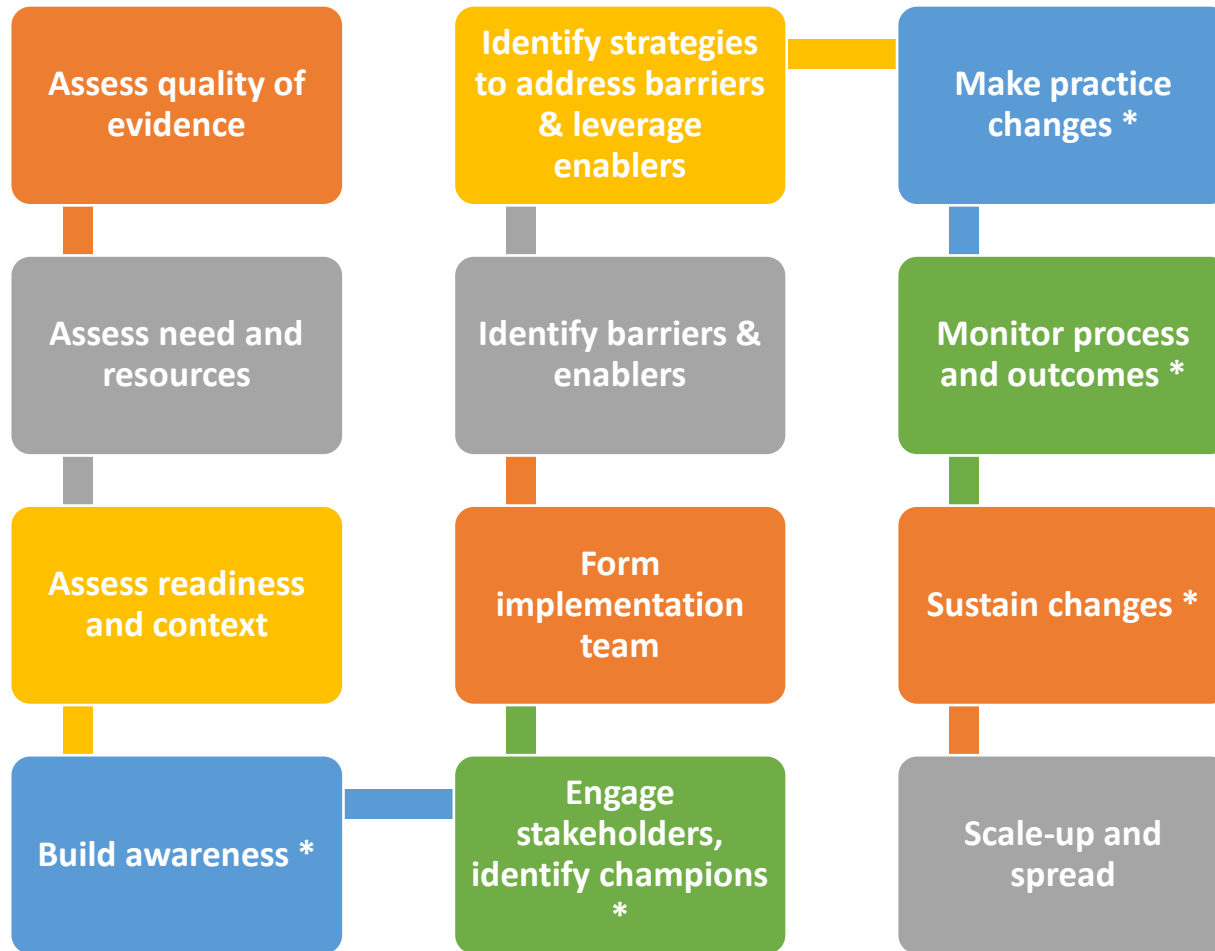 Assess quality of
evidence
Assess need and
resources
Assess readiness
and context
Build awareness *
Engage
stakeholders,
identify champions
*
Form
implementation
team
Identify barriers &
enablers
Identify strategies
to address barriers
& leverage
enablers
Make practice
changes *
Monitor process
and outcomes *
Sustain changes *
Scale-up and
spread